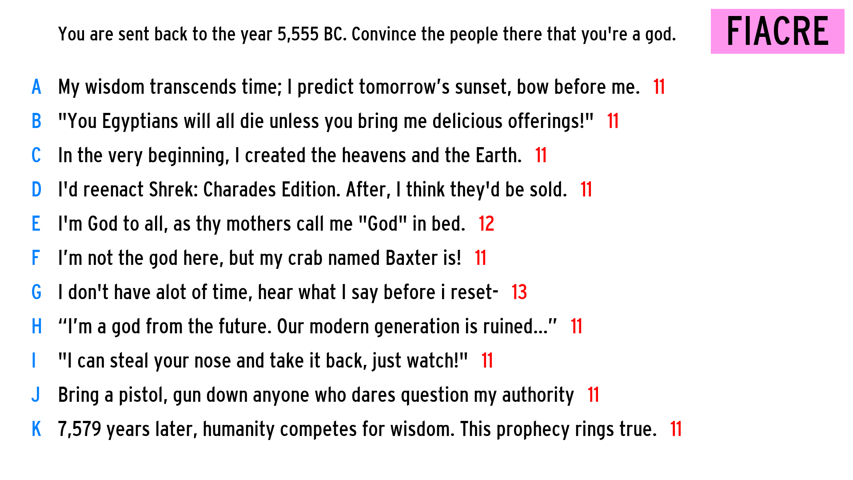 You are sent back to the year 5,555 BC. Convince the people there that you're a god.
FIACRE
A My wisdom transcends time; I predict tomorrow’s sunset, bow before me. 11
B "You Egyptians will all die unless you bring me delicious offerings!" 11
C In the very beginning, I created the heavens and the Earth. 11
D I'd reenact Shrek: Charades Edition. After, I think they'd be sold. 11
E I'm God to all, as thy mothers call me "God" in bed. 12
F I’m not the god here, but my crab named Baxter is! 11
G I don't have alot of time, hear what I say before i reset- 13
H “I’m a god from the future. Our modern generation is ruined...” 11
I "I can steal your nose and take it back, just watch!" 11
J Bring a pistol, gun down anyone who dares question my authority 11
K 7,579 years later, humanity competes for wisdom. This prophecy rings true. 11